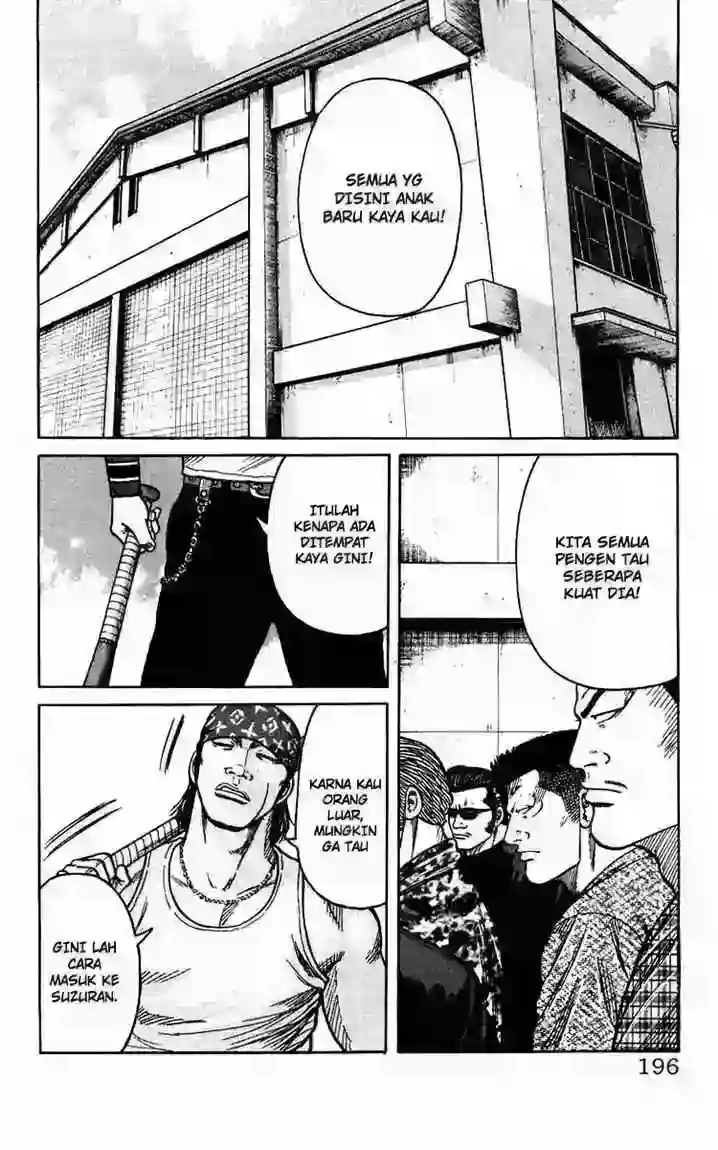 SEMUA YG
DISINI ANAK
BARU KAYA KAU!
KITA SEMUA
PENGEN TAU
SEBERAPA
KUAT DIA!
ITULAH
KENAPA ADA
DITEMPAT
KAYA GINI!
KARNA KAU
ORANG
LUAR,
MUNGKIN
GA TAU
GINI LAH
CARA
MASUK KE
SUZURAN.
196